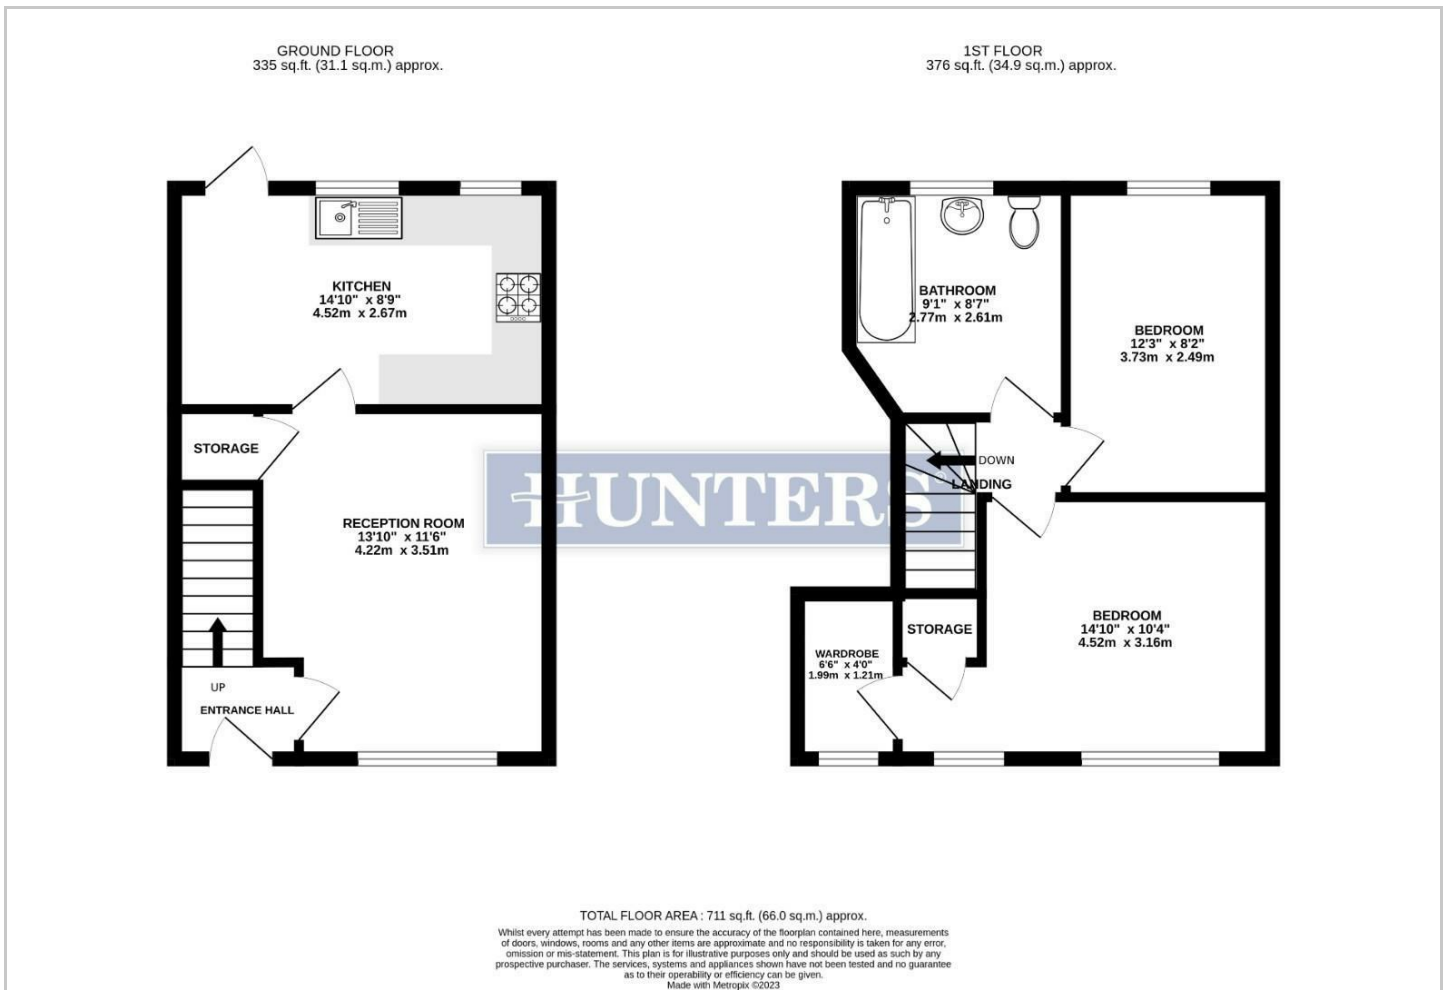 GROUND FLOOR
335 sq.ft. (31.1 sq.m.) approx.
KITCHEN
14'10" x 8'9"
4.52m x 2.67m
STORAGE
RECEPTION ROOM
13'10" x 11'6"
4.22m x 3.51m
UP
ENTRANCE HALL
1ST FLOOR
376 sq.ft. (34.9 sq.m.) approx.
BATHROOM
9'1" x 8'7"
2.77m x 2.61m
BEDROOM
12'3" x 8'2"
3.73m x 2.49m
DOWN
LANDING
BEDROOM
14'10" x 10'4"
4.52m x 3.16m
STORAGE
WARDROBE
6'6" x 4'0"
1.99m x 1.21m
HUNTERS®
TOTAL FLOOR AREA : 711 sq.ft. (66.0 sq.m.) approx.
Whilst every attempt has been made to ensure the accuracy of the floorplan contained here, measurements
of doors, windows, rooms and any other items are approximate and no responsibility is taken for any error,
omission or mis-statement. This plan is for illustrative purposes only and should be used as such by any
prospective purchaser. The services, systems and appliances shown have not been tested and no guarantee
as to their operability or efficiency can be given.
Made with Metropix ©2023